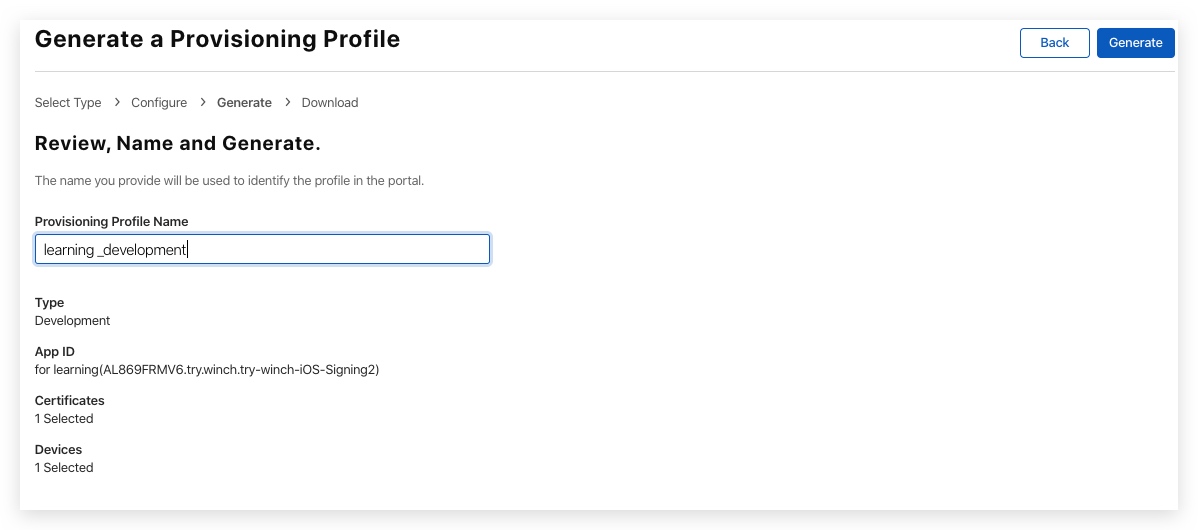 Generate a Provisioning Profile
Back
Generate
Select Type > Configure > Generate > Download
Review, Name and Generate.
The name you provide will be used to identify the profile in the portal.
Provisioning Profile Name
learning _development
Type
Development
App ID
for learning(AL869FRMV6.try.winch.try-winch-iOS-Signing2)
Certificates
1 Selected
Devices
1 Selected